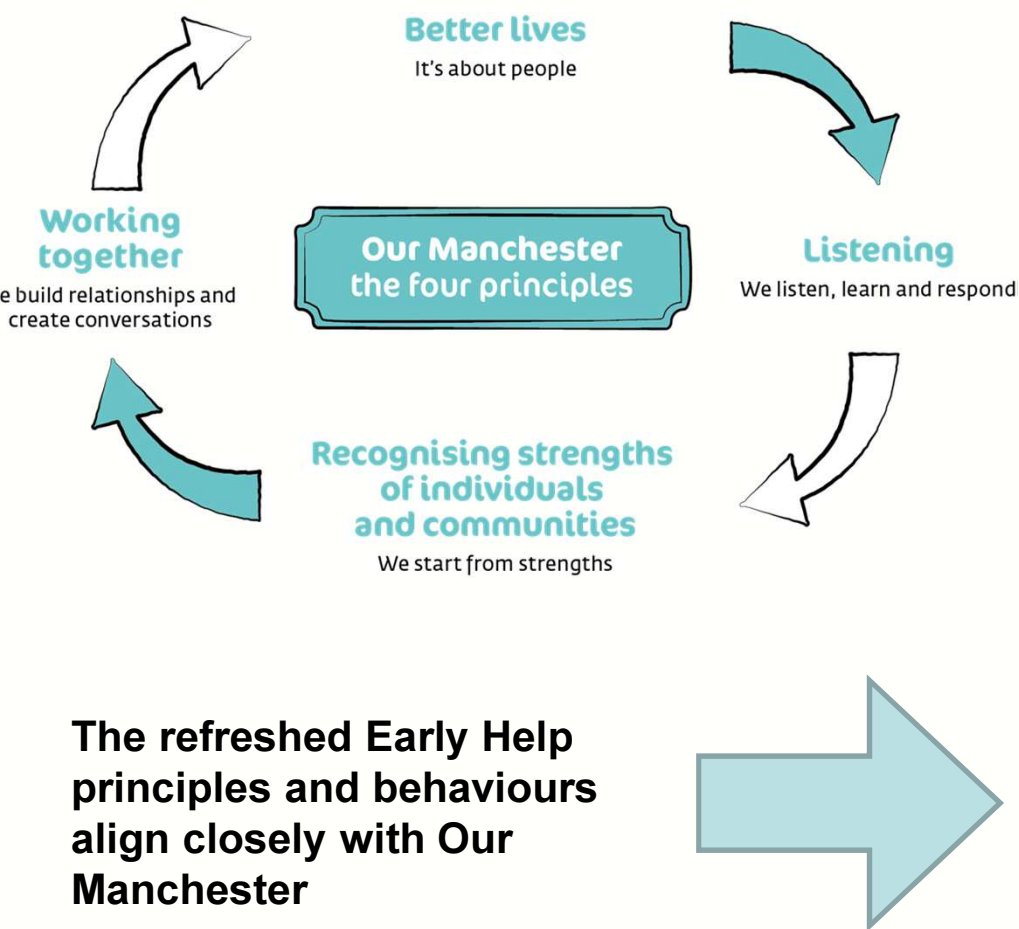 Better lives
It's about people
Working
together
e build relationships and
create conversations
Our Manchester
the four principles
Listening
We listen, learn and respond
Recognising strengths
of individuals
and communities
We start from strengths
The refreshed Early Help
principles and behaviours
align closely with Our
Manchester